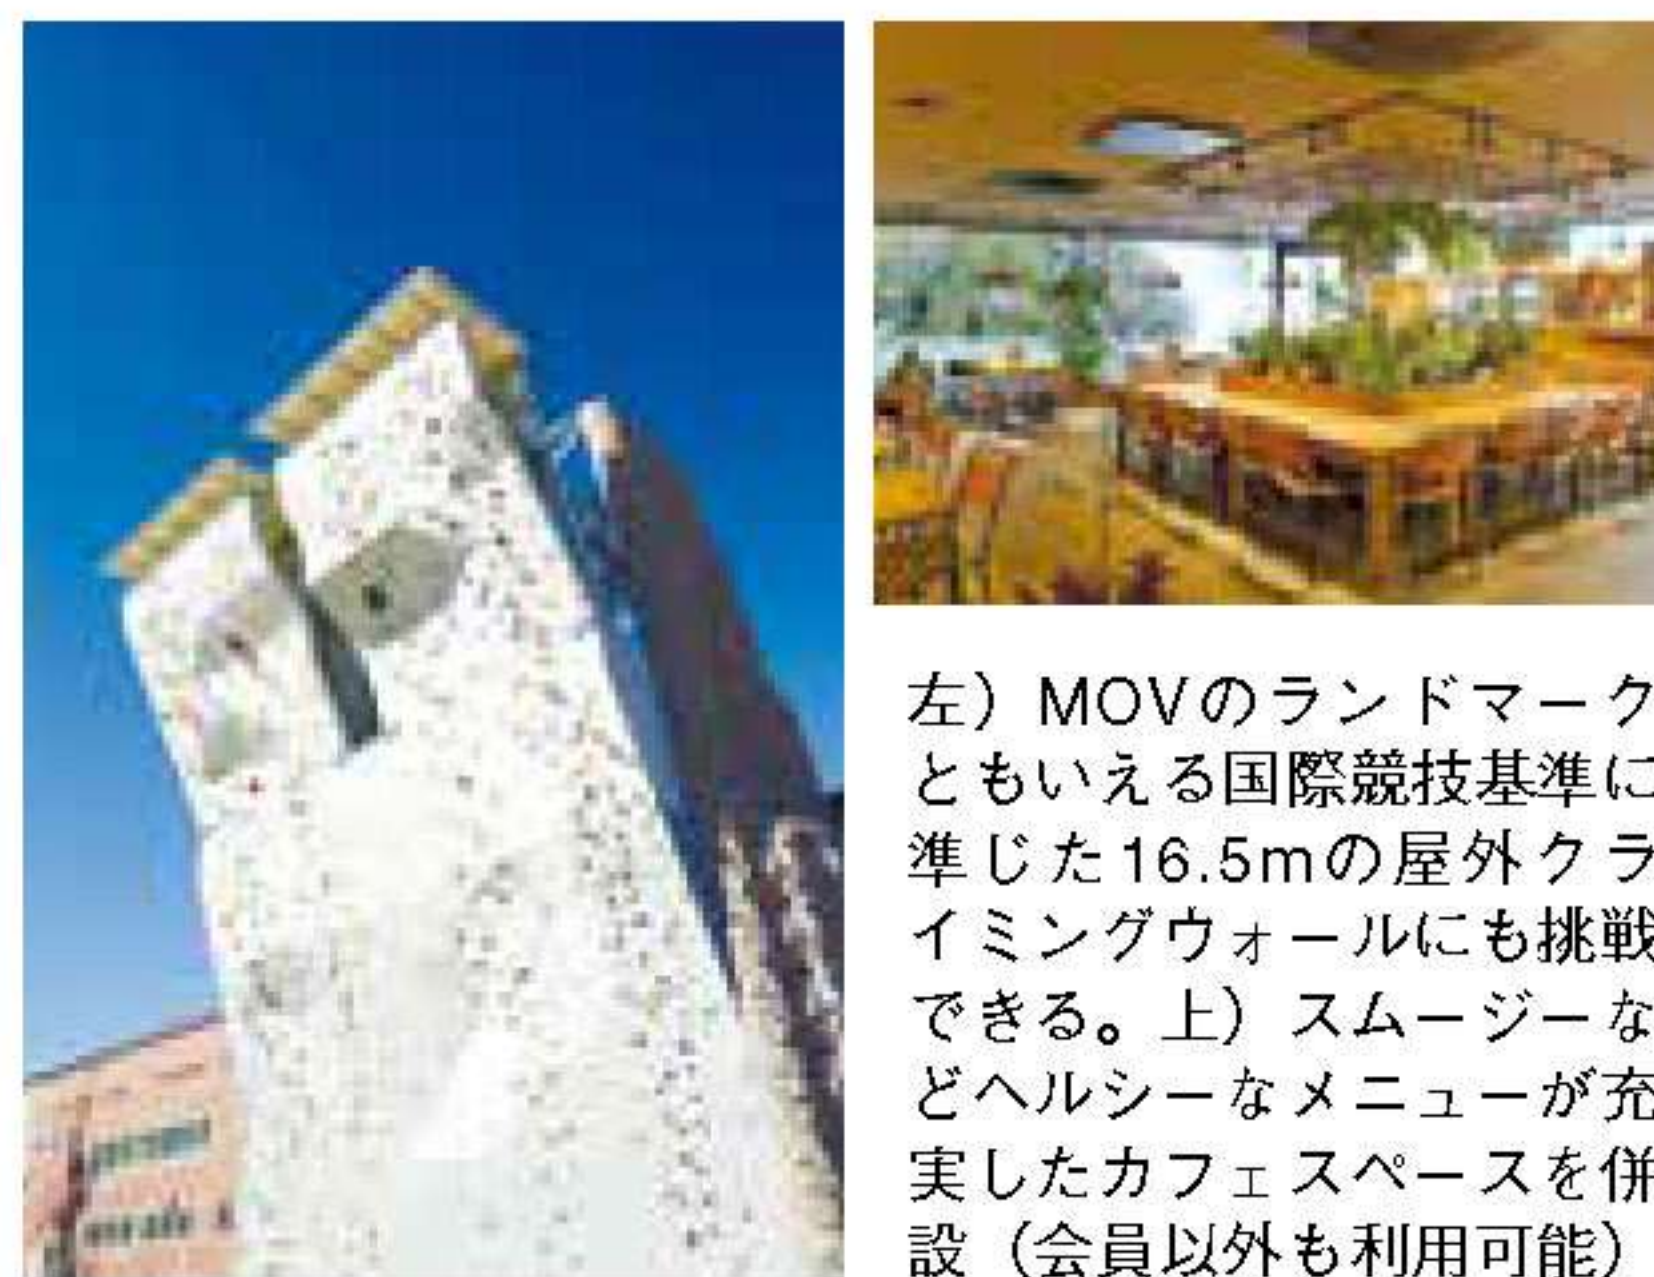 左）MOVのランドマーク
ともいえる国際競技基準に
準じた16.5mの屋外クラ
イミングウォールにも挑戦
できる。上）スムージーな
どヘルシーなメニューが充
実したカフェスペースを併
設（会員以外も利用可能）